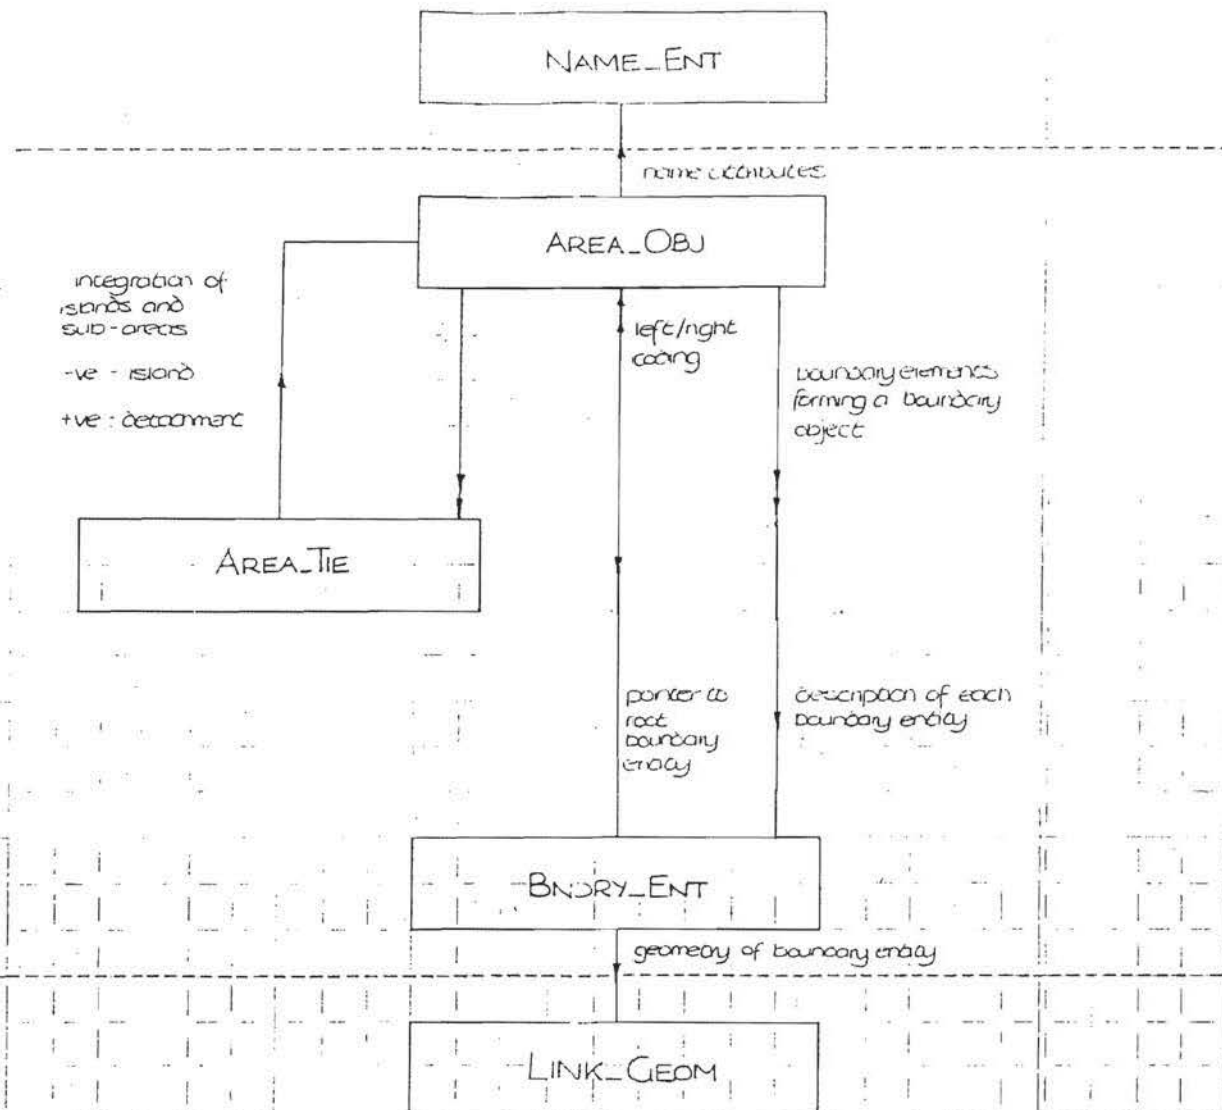 NAME_ENT
name attributes
AREA_OBJ
integration of
islands and
sub-areas
-ve - island
+ve : detachment
left/right
coding
boundary elements
forming a boundary
object
AREA_TIE
pointer to
root
boundary
entity
description of each
boundary entity
BNDRY_ENT
geometry of boundary entity
LINK_GEOM